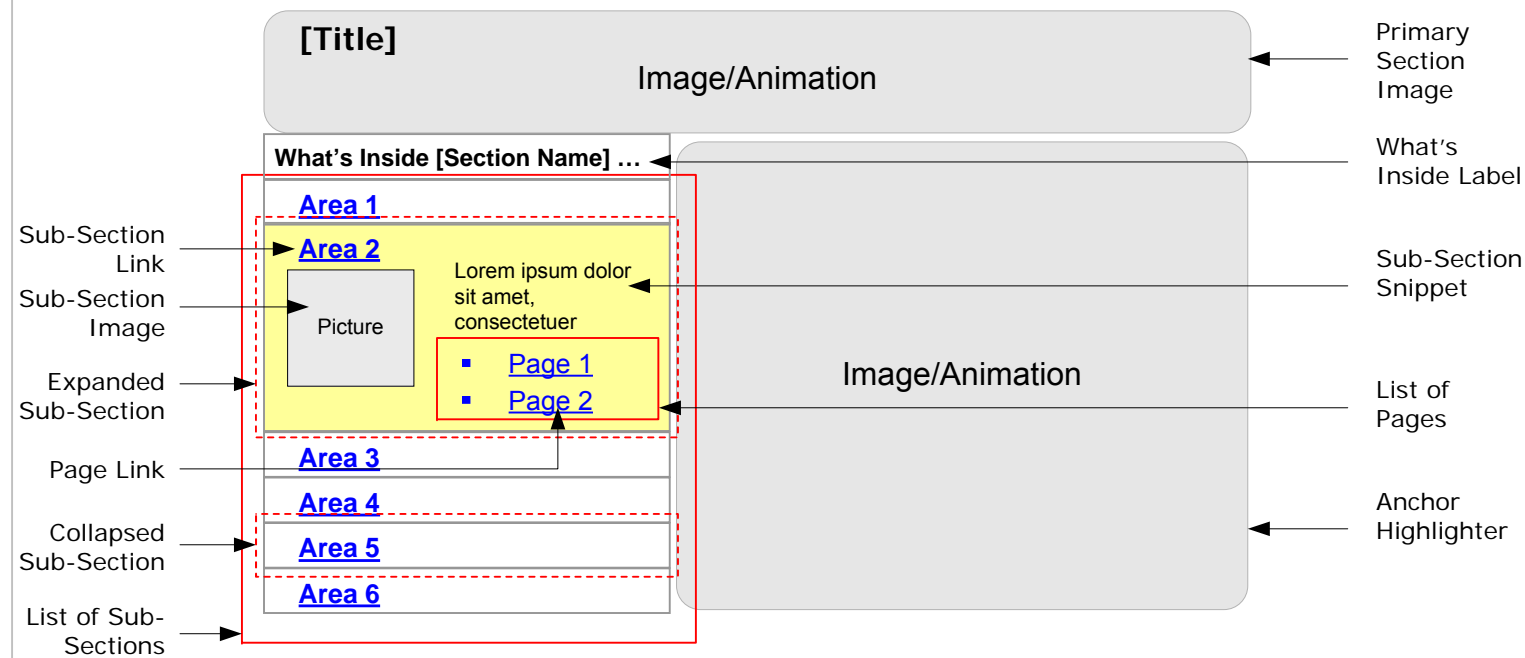 [Title]
Image/Animation
Primary
Section
Image
What's Inside [Section Name] …
What's
Inside Label
Area 1
Sub-Section
Link
Area 2
Lorem ipsum dolor
sit amet,
consectetuer
Sub-Section
Snippet
Sub-Section
Image
Picture
Page 1
Page 2
Expanded
Sub-Section
Image/Animation
List of
Pages
Page Link
Area 3
Area 4
Collapsed
Sub-Section
Area 5
Anchor
Highlighter
Area 6
List of Sub-
Sections